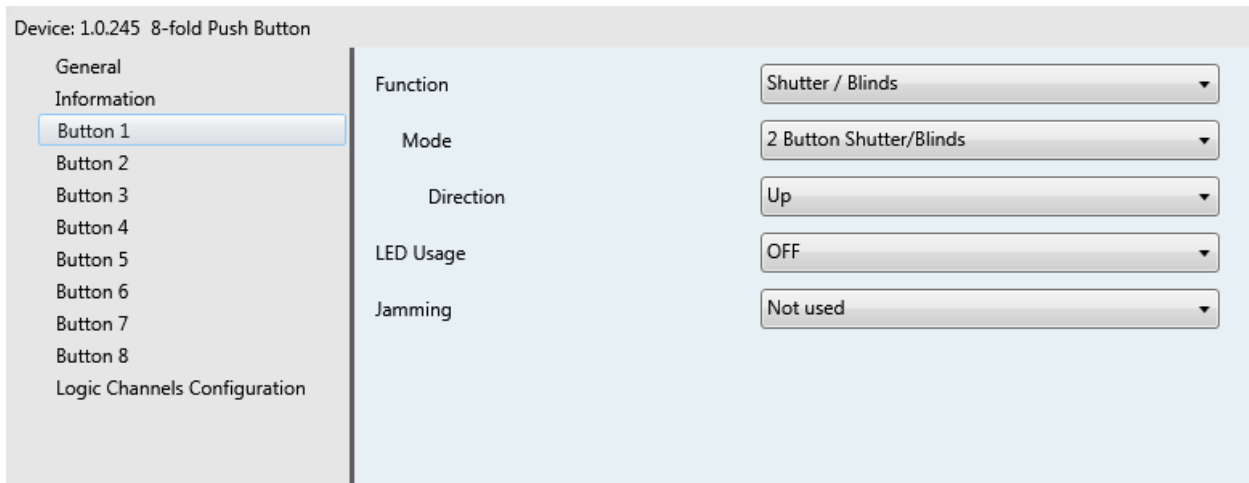 Device: 1.0.245  8-fold Push Button
General
Information
Button 1
Button 2
Button 3
Button 4
Button 5
Button 6
Button 7
Button 8
Logic Channels Configuration
Function
Shutter / Blinds
Mode
2 Button Shutter/Blinds
Direction
Up
LED Usage
OFF
Jamming
Not used